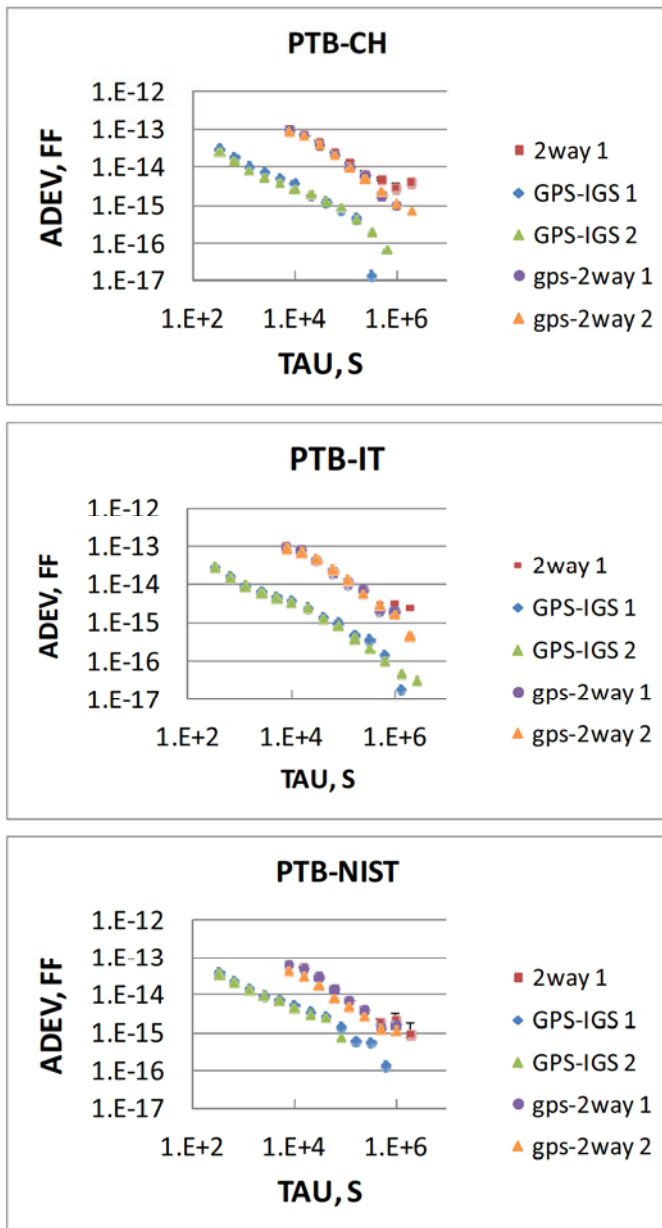 PTB-CH
1.E-12
1.E-13
1.E-14
1.E-15
1.E-16
1.E-17
ADEV, FF
1.E+2 1.E+4 1.E+6
TAU, S
2way 1
GPS-IGS 1
GPS-IGS 2
gps-2way 1
gps-2way 2
PTB-IT
1.E-12
1.E-13
1.E-14
1.E-15
1.E-16
1.E-17
ADEV, FF
1.E+2 1.E+4 1.E+6
TAU, S
2way 1
GPS-IGS 1
GPS-IGS 2
gps-2way 1
gps-2way 2
PTB-NIST
1.E-12
1.E-13
1.E-14
1.E-15
1.E-16
1.E-17
ADEV, FF
1.E+2 1.E+4 1.E+6
TAU, S
2way 1
GPS-IGS 1
GPS-IGS 2
gps-2way 1
gps-2way 2